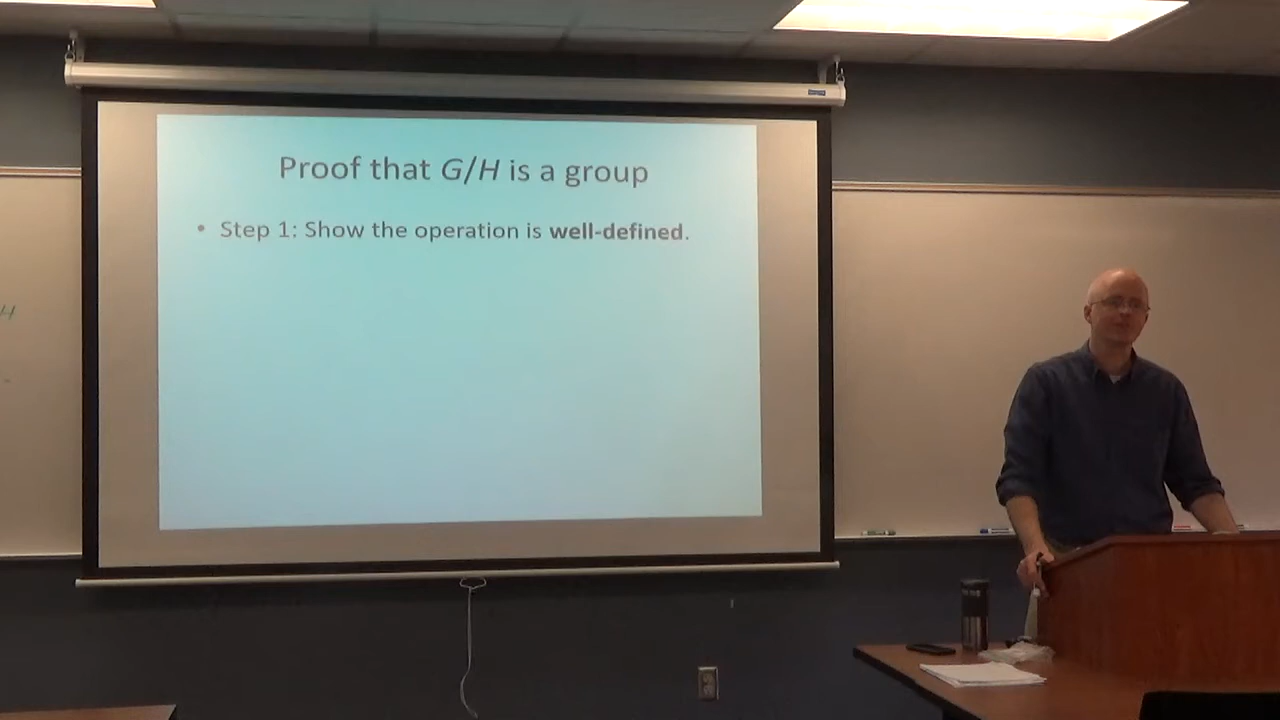 Proof that G/H is a group
• Step 1: Show the operation is well-defined.
H